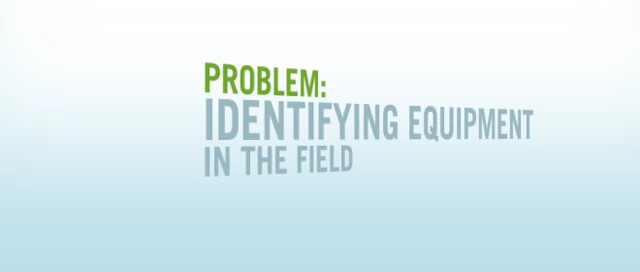 PROBLEM:
IDENTIFYING EQUIPMENT
IN THE FIELD